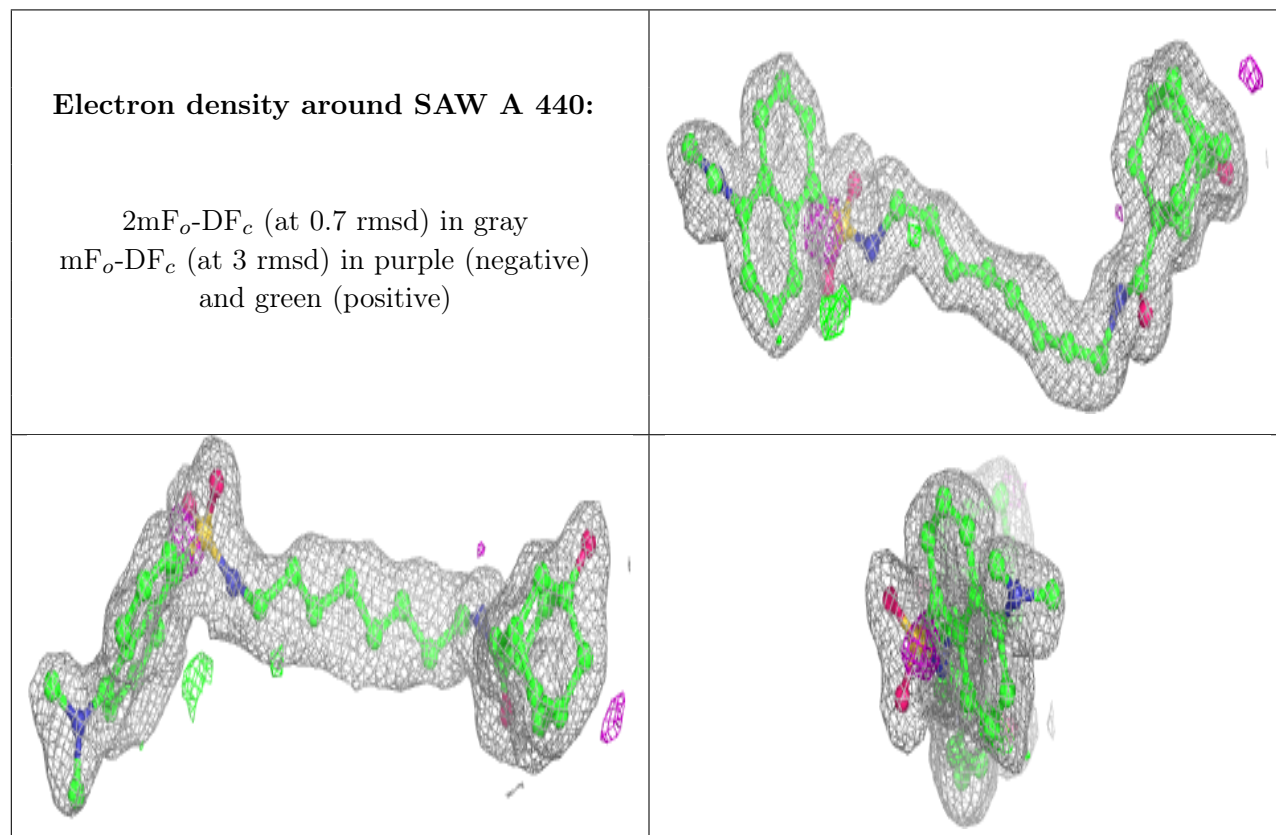 Electron density around SAW A 440:
2mFo-DFc (at 0.7 rmsd) in gray
mFo-DFc (at 3 rmsd) in purple (negative)
and green (positive)